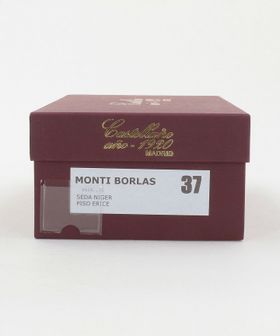 Castellano
año - 1920
MADRID
MONTI BORLAS
37
SEDA NIGER
PISO ERICE